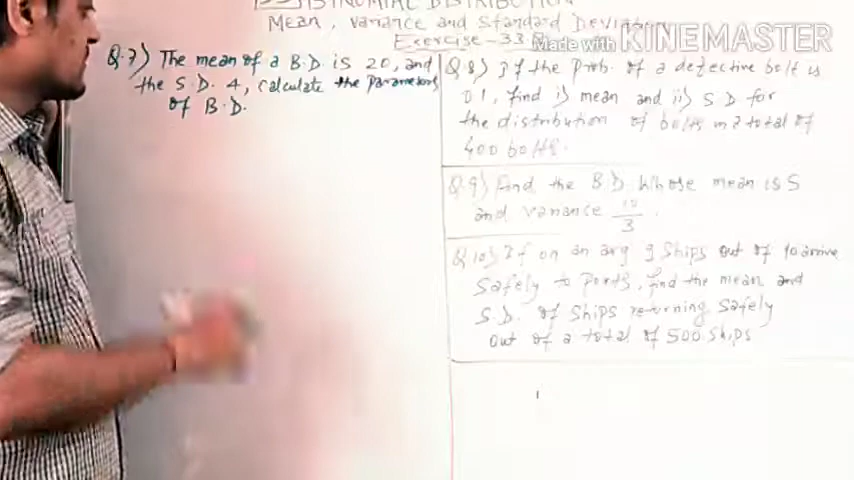 BINOMIAL DISTRIBUTION
Mean, Variance and Standard Deviation
Exercise-33B
Made with KINEMASTER
Q.7) The mean of a B.D. is 20, and
the S.D. 4, Calculate the Parameters
of B.D.
Q.8) If the Prob. of a defective bolt is
0.1, find i) mean and ii) S.D for
the distribution of bolts in a total of
400 bolts.
Q.9) Find the B.D. Whose mean is 5
and variance 10/3.
Q.10) If on an avg 9 Ships out of 10 arrive
Safely to Ports, find the mean and
S.D. of Ships returning Safely
out of a total of 500 Ships